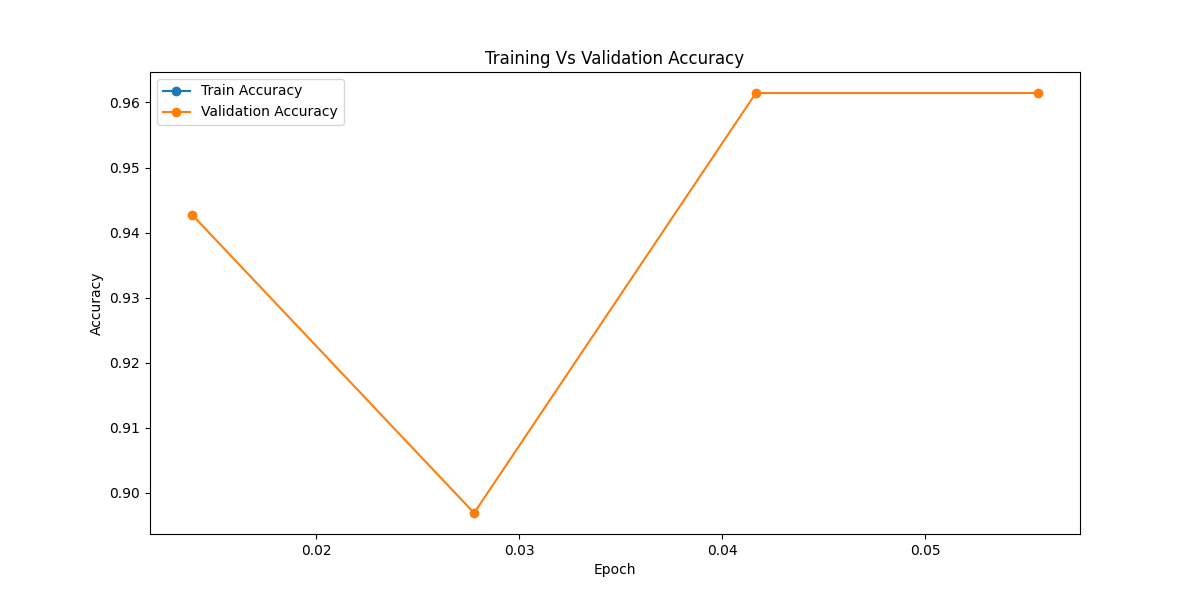 Training Vs Validation Accuracy
Train Accuracy
Validation Accuracy
0.96
0.95
0.94
0.93
0.92
0.91
0.90
Accuracy
0.02 0.03 0.04 0.05
Epoch